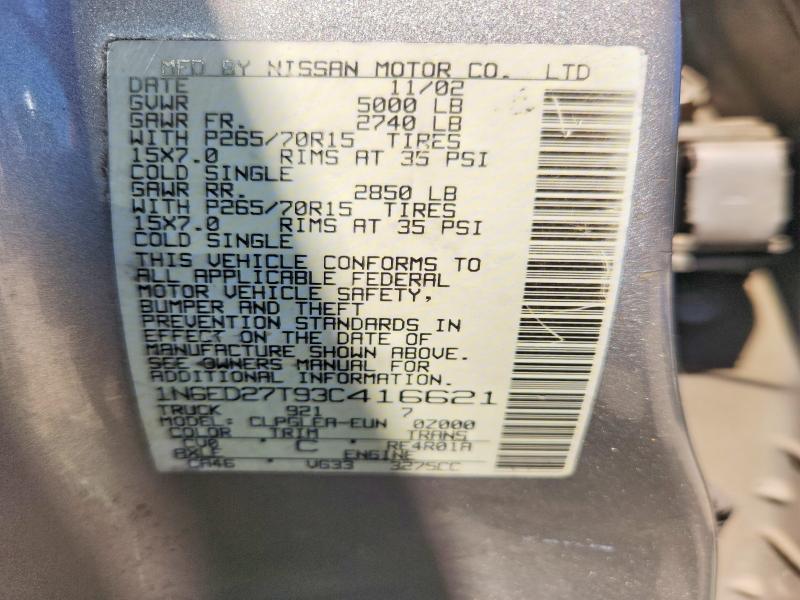 MFD BY NISSAN MOTOR CO. LTD
DATE 11/02
GVWR 5000 LB
GAWR FR. 2740 LB
WITH P265/70R15 TIRES
15X7.0 RIMS AT 35 PSI
COLD SINGLE
GAWR RR. 2850 LB
WITH P265/70R15 TIRES
15X7.0 RIMS AT 35 PSI
COLD SINGLE
THIS VEHICLE CONFORMS TO
ALL APPLICABLE FEDERAL
MOTOR VEHICLE SAFETY,
BUMPER AND THEFT
PREVENTION STANDARDS IN
EFFECT ON THE DATE OF
MANUFACTURE SHOWN ABOVE.
SEE OWNERS MANUAL FOR
ADDITIONAL INFORMATION
1N6ED27T93C416621
TRUCK 921 7
MODEL: CLPGLEA-EUN 0Z000
COLOR TRIM TRANS
CV0 C RE4R01A
AXLE ENGINE
CA46 VG33 3275CC